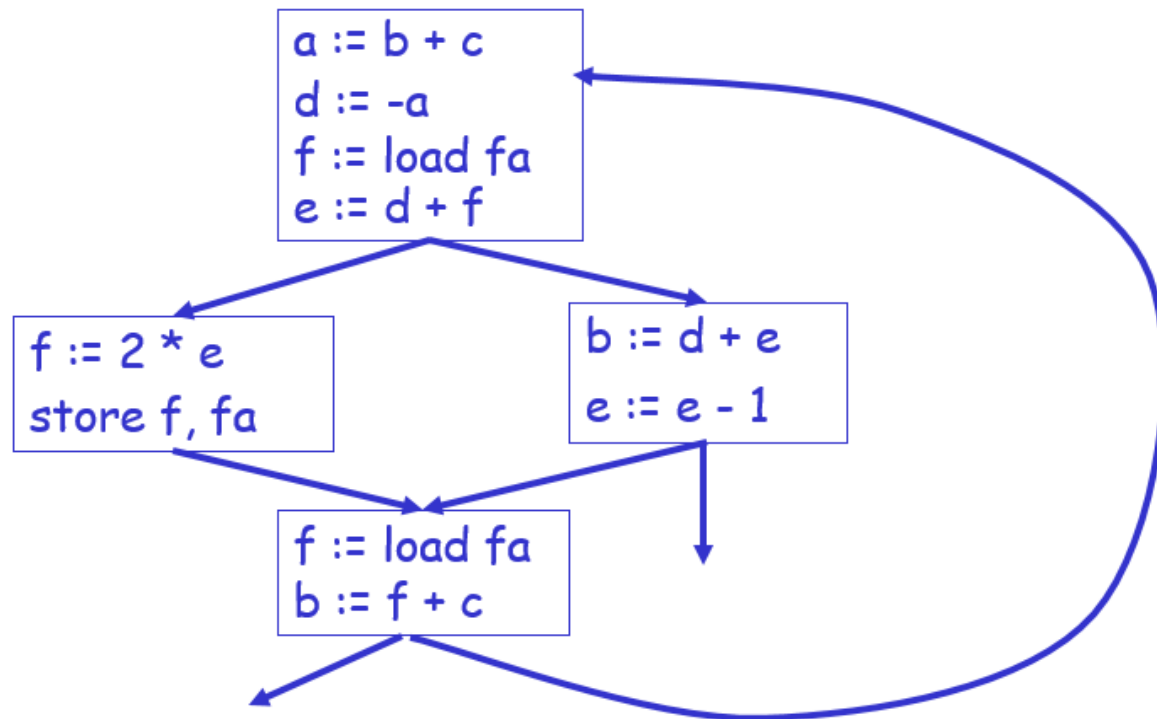 a := b + c
d := -a
f := load fa
e := d + f
f := 2 * e
store f, fa
b := d + e
e := e - 1
f := load fa
b := f + c